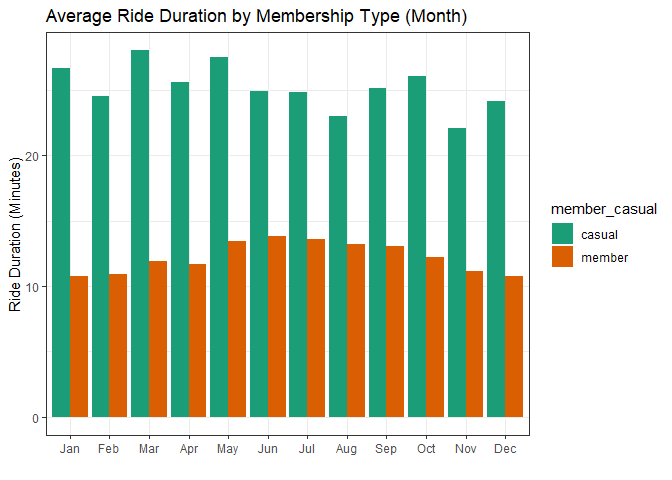 Average Ride Duration by Membership Type (Month)
Ride Duration (Minutes)
20
10
0
Jan Feb Mar Apr May Jun Jul Aug Sep Oct Nov Dec
member_casual
casual
member